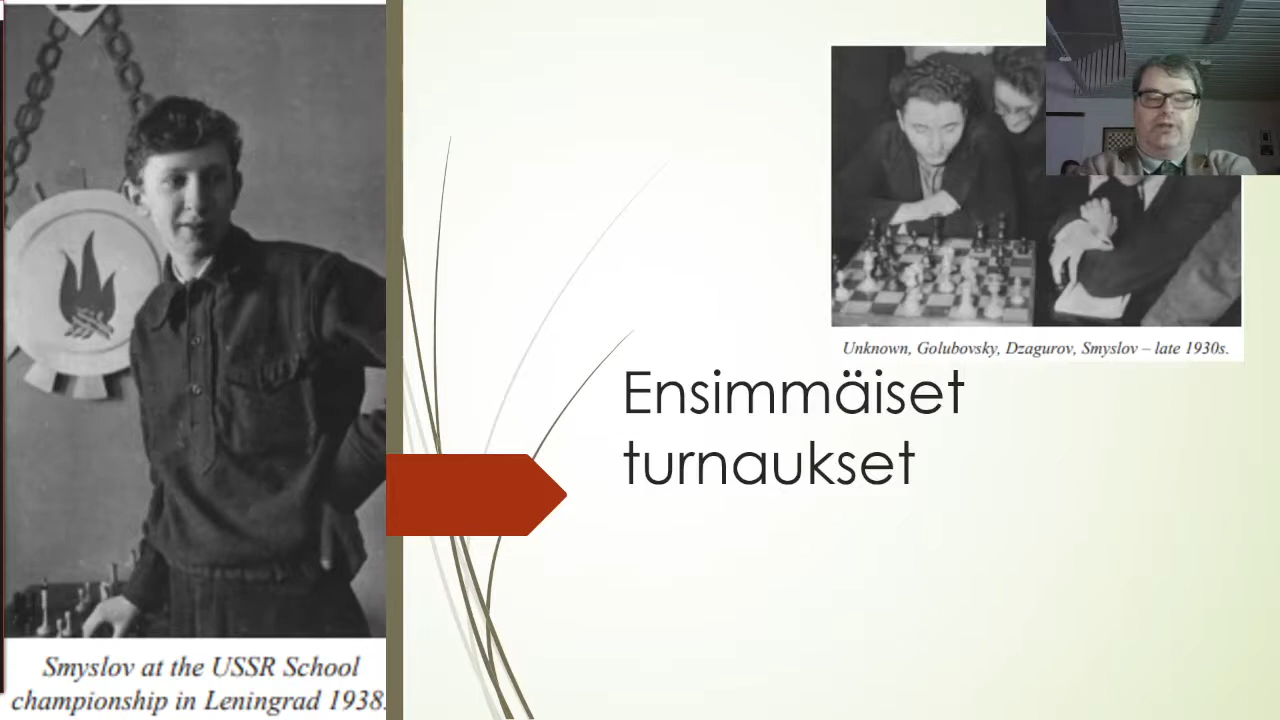 Unknown, Golubovsky, Dzagurov, Smyslov – late 1930s.
Ensimmäiset
turnaukset
Smyslov at the USSR School
championship in Leningrad 1938.